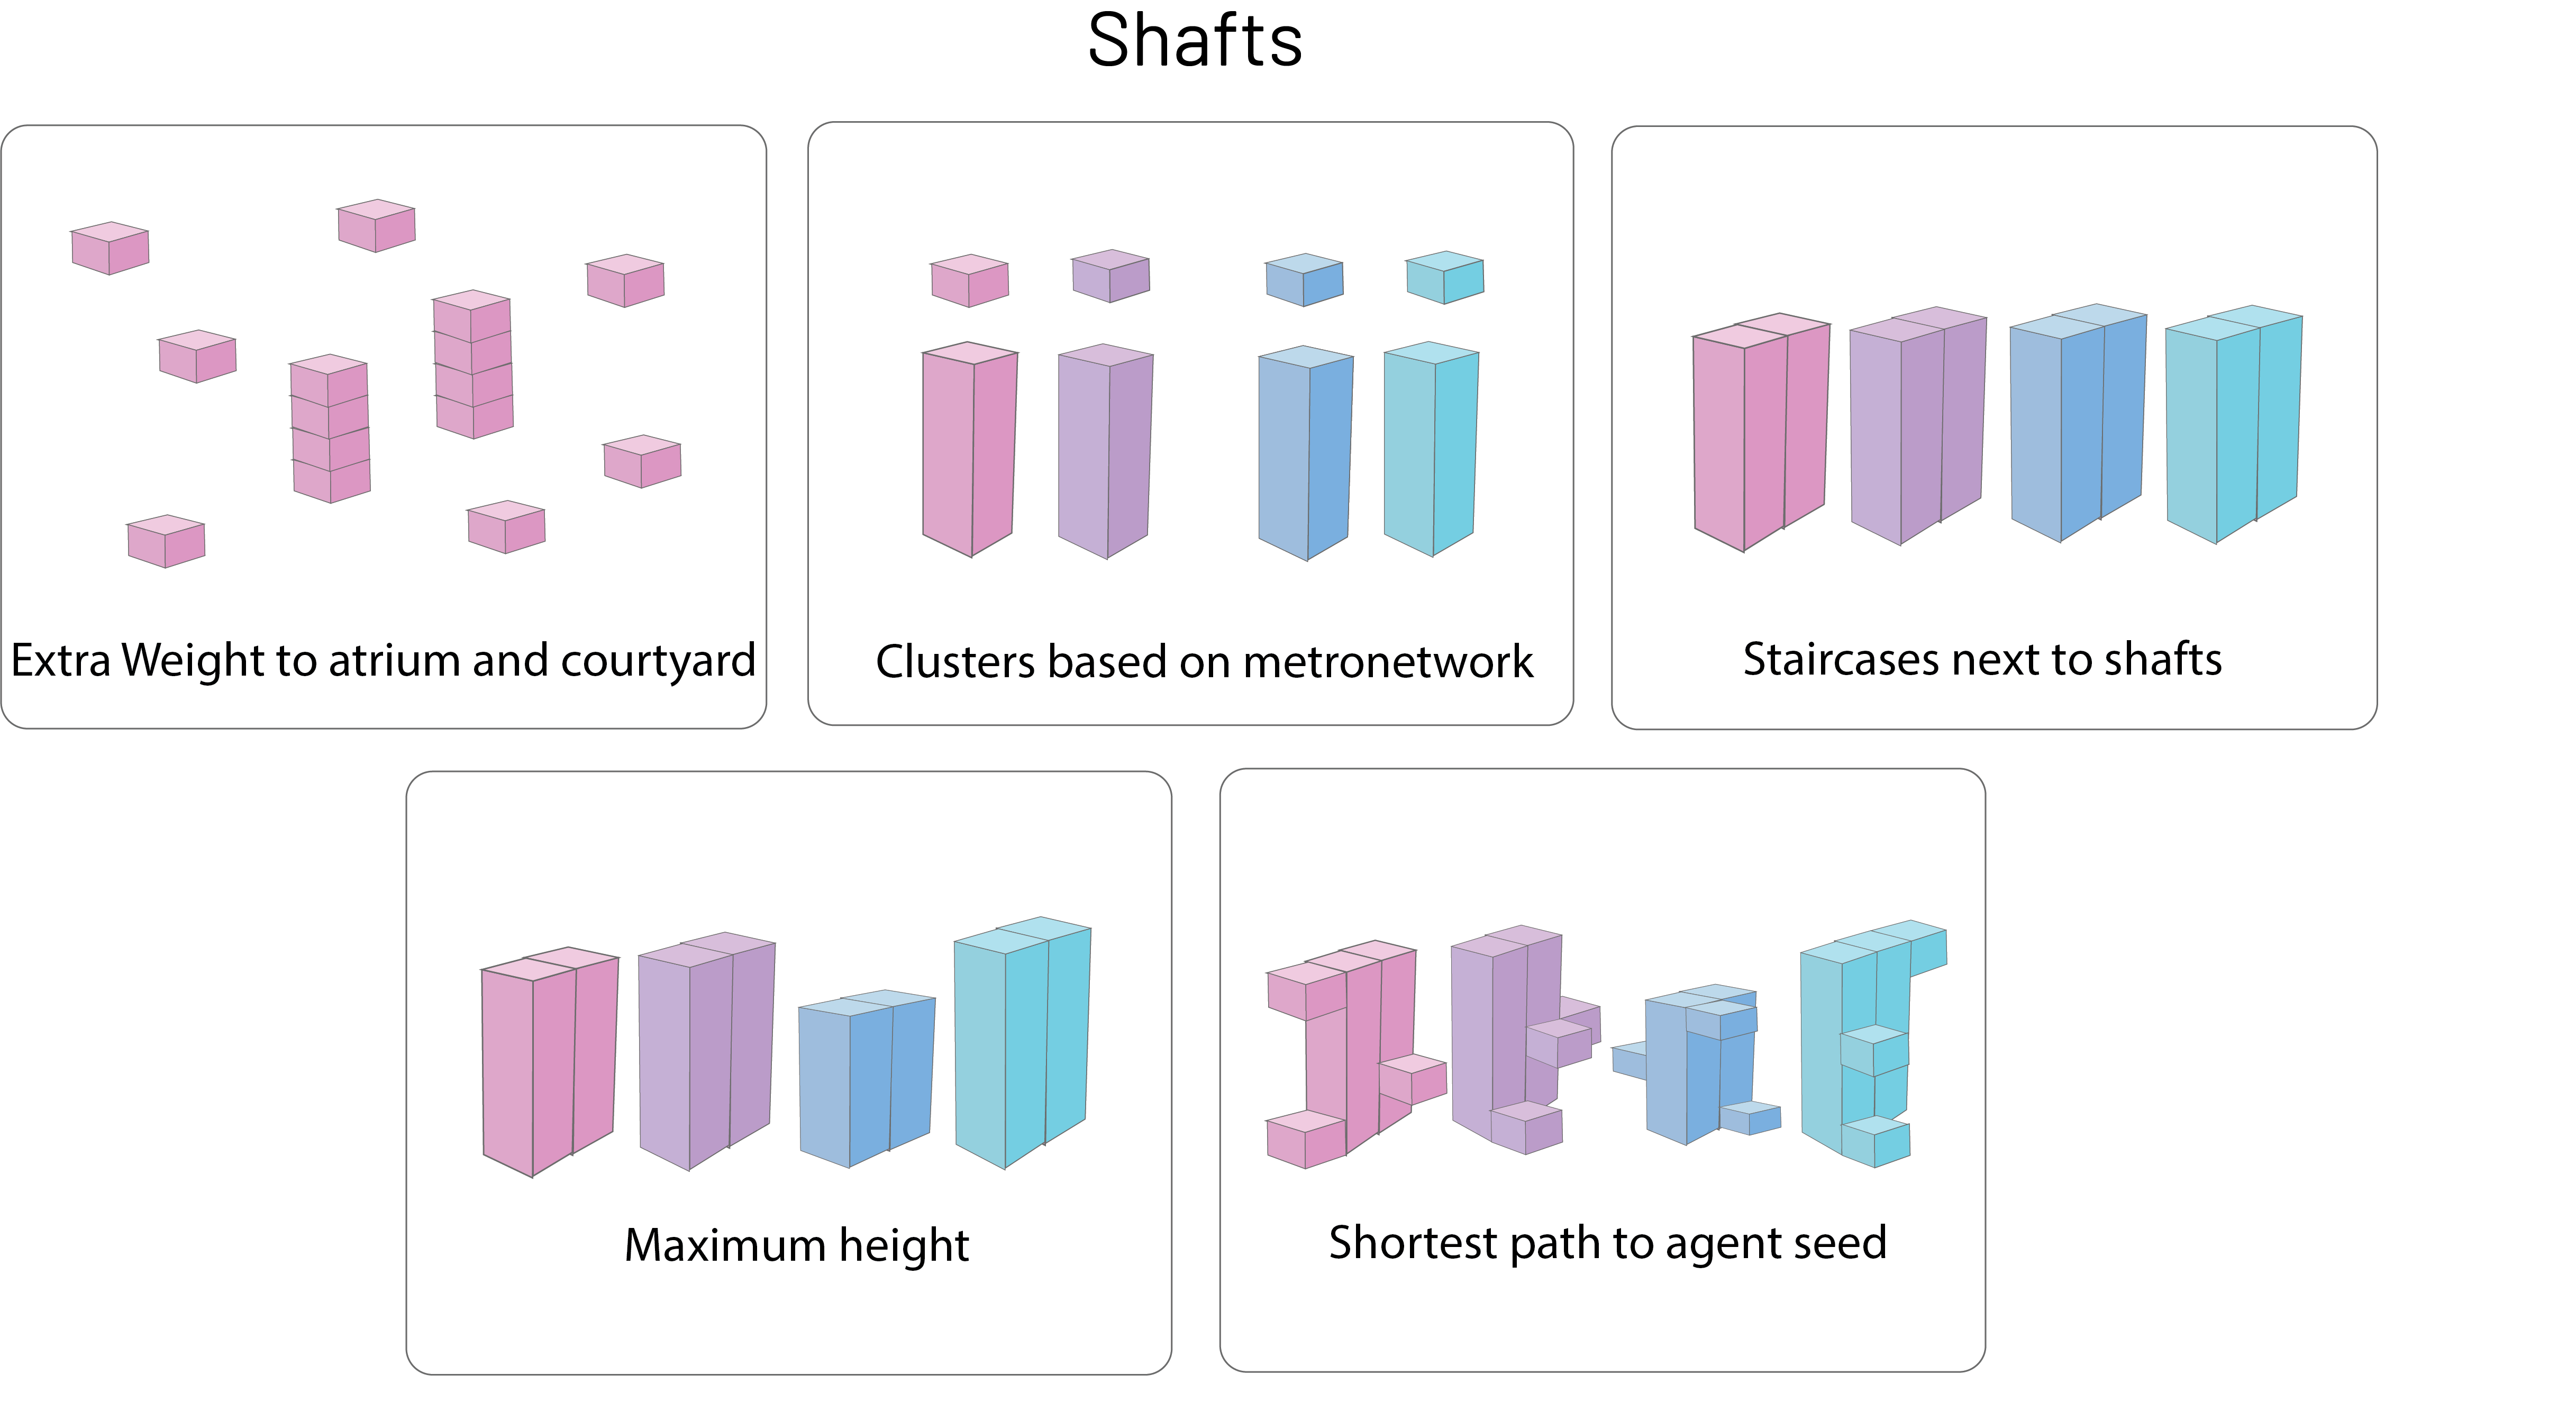 Shafts
Extra Weight to atrium and courtyard
Clusters based on metronetwork
Staircases next to shafts
Maximum height
Shortest path to agent seed